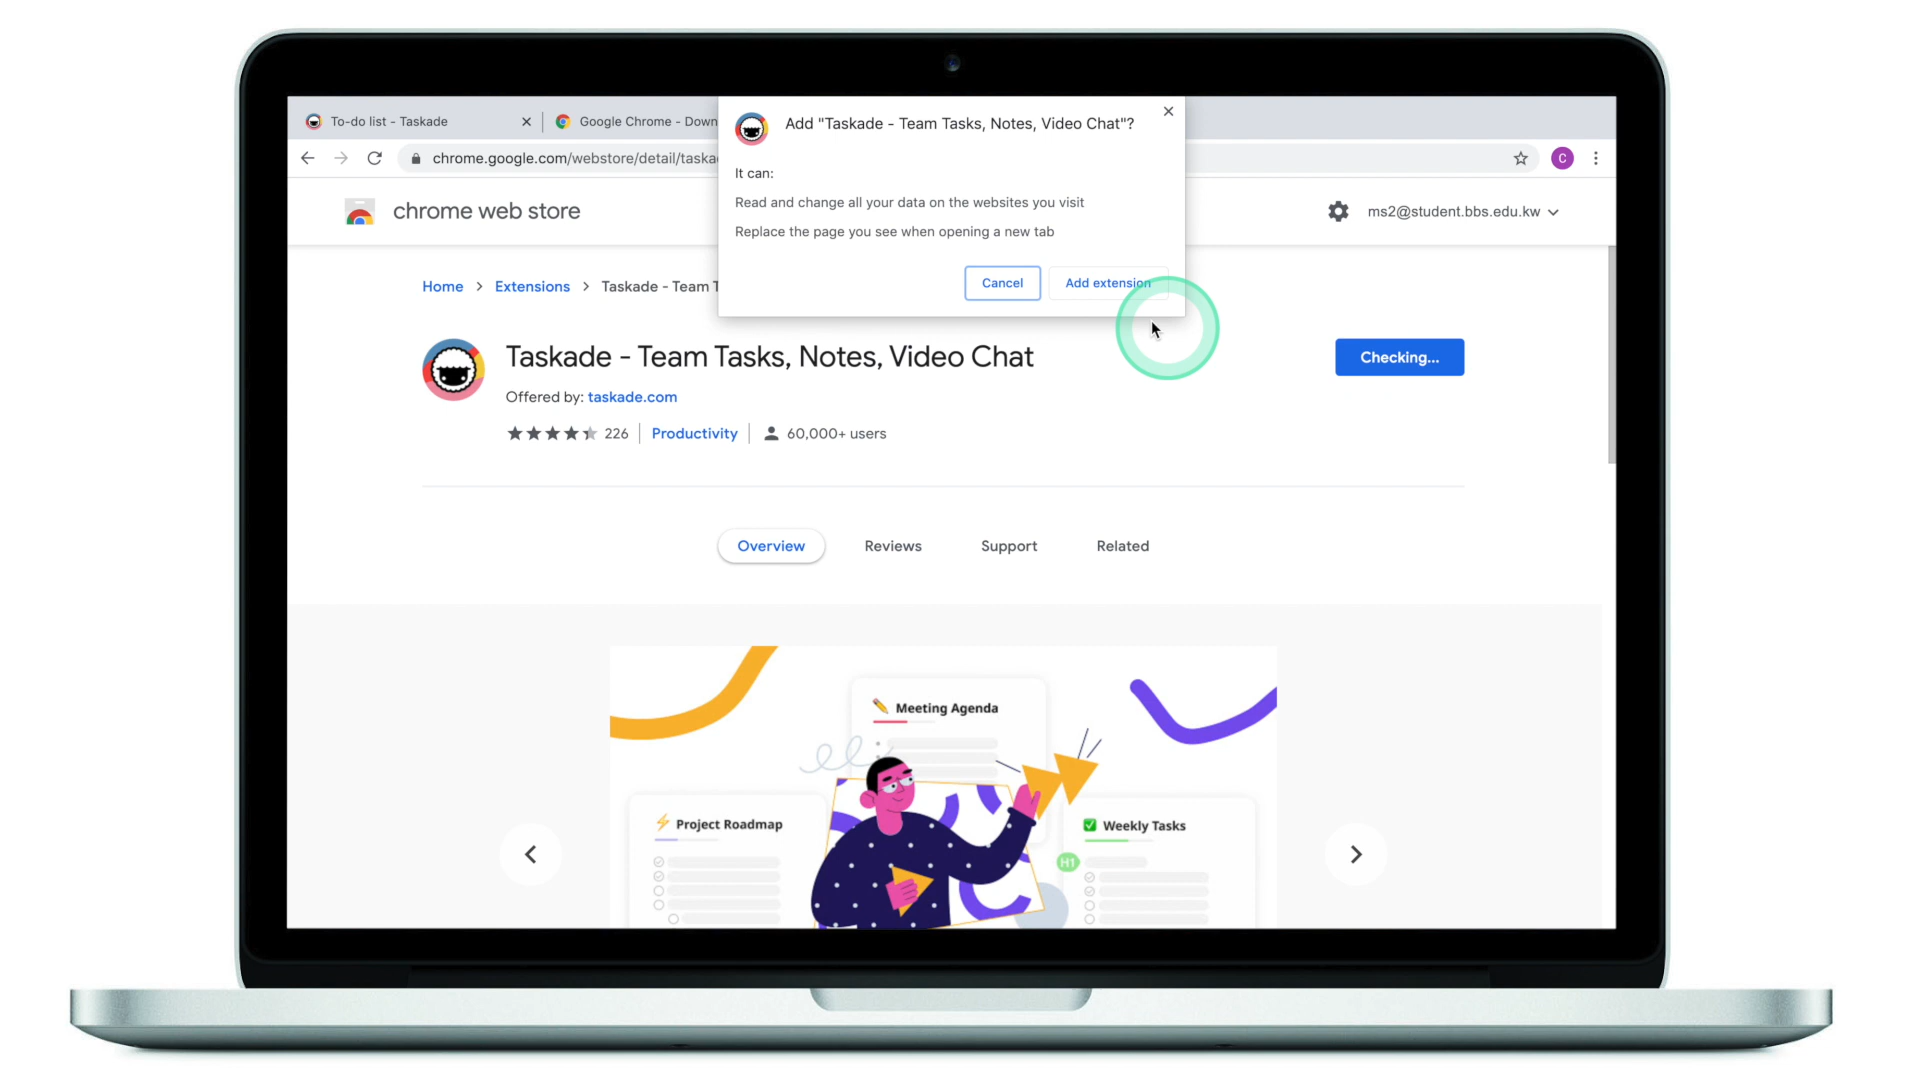 To-do list - Taskade
Google Chrome - Down
chrome.google.com/webstore/detail/taska
C
Add "Taskade - Team Tasks, Notes, Video Chat"?
It can:
Read and change all your data on the websites you visit
Replace the page you see when opening a new tab
Cancel
Add extension
chrome web store
ms2@student.bbs.edu.kw
Home > Extensions > Taskade - Team T
Taskade - Team Tasks, Notes, Video Chat
Checking...
Offered by: taskade.com
226
Productivity
60,000+ users
Overview
Reviews
Support
Related
Meeting Agenda
Project Roadmap
Weekly Tasks
H1